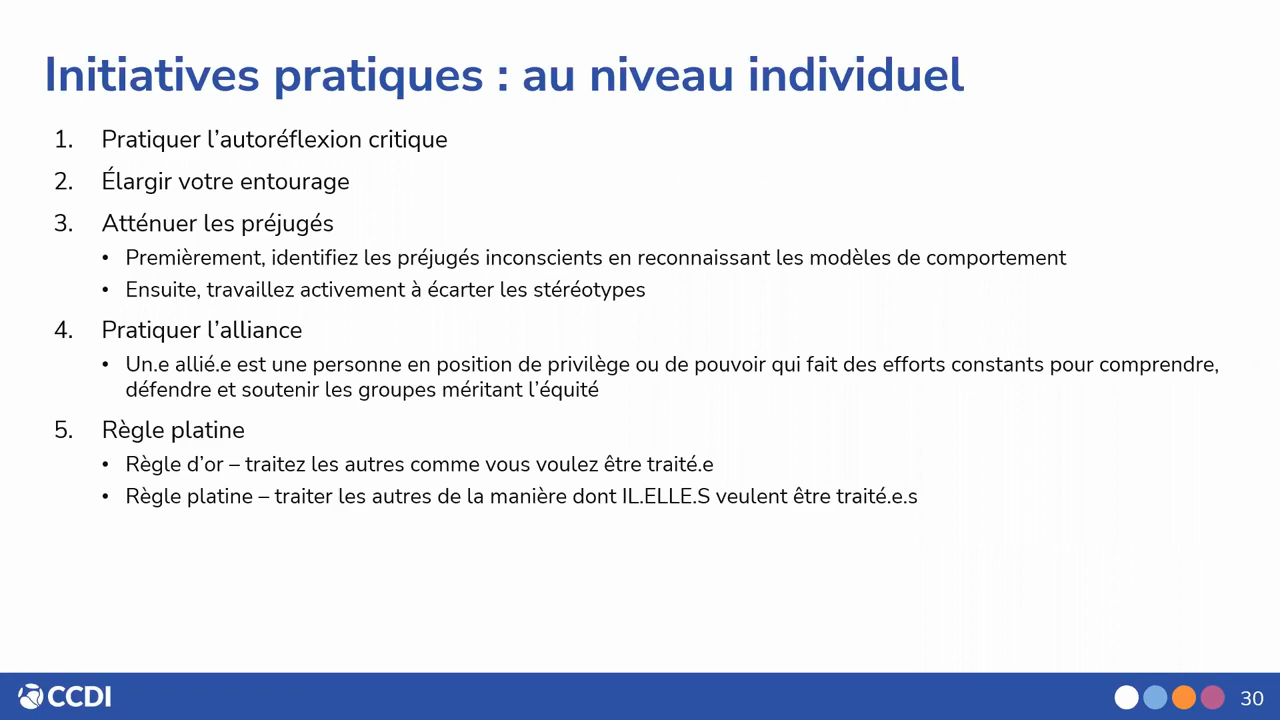 Initiatives pratiques : au niveau individuel
1. Pratiquer l’autoréflexion critique
2. Élargir votre entourage
3. Atténuer les préjugés
• Premièrement, identifiez les préjugés inconscients en reconnaissant les modèles de comportement
• Ensuite, travaillez activement à écarter les stéréotypes
4. Pratiquer l’alliance
• Un.e allié.e est une personne en position de privilège ou de pouvoir qui fait des efforts constants pour comprendre,
défendre et soutenir les groupes méritant l’équité
5. Règle platine
• Règle d’or – traitez les autres comme vous voulez être traité.e
• Règle platine – traiter les autres de la manière dont IL.ELLE.S veulent être traité.e.s
CCDI
30